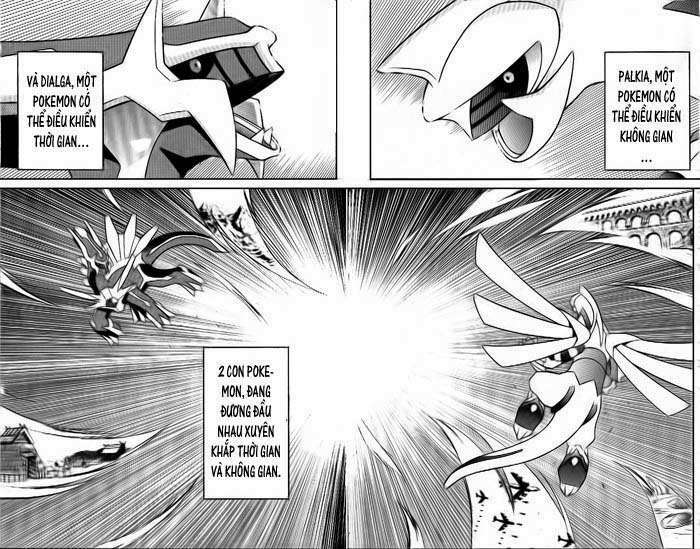 PALKIA, MỘT
POKEMON CÓ
THỂ ĐIỀU KHIỂN
KHÔNG GIAN
...
VÀ DIALGA, MỘT
POKEMON CÓ
THỂ ĐIỀU KHIỂN
THỜI GIAN...
2 CON POKE-
MON, ĐANG
ĐƯƠNG ĐẦU
NHAU XUYÊN
KHẮP THỜI GIAN
VÀ KHÔNG GIAN.